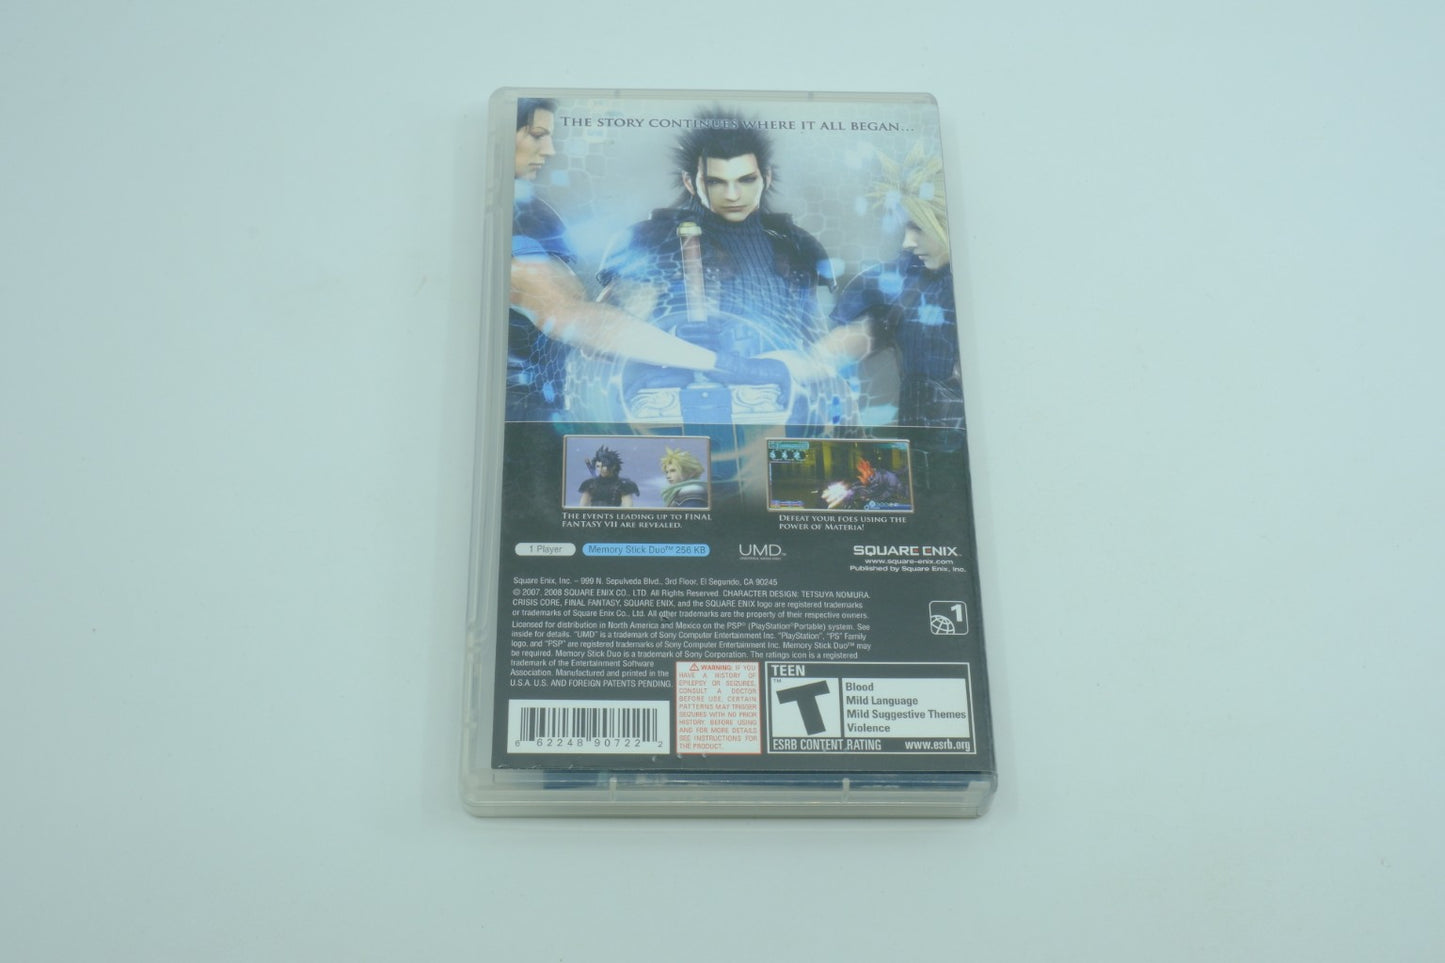 THE STORY CONTINUES WHERE IT ALL BEGAN...
THE EVENTS LEADING UP TO FINAL
FANTASY VII ARE REVEALED.
DEFEAT YOUR FOES USING THE
POWER OF MATERIA!
1 Player
Memory Stick Duo™ 256 KB
UMD™
SQUARE ENIX™
www.square-enix.com
Published by Square Enix, Inc.
Square Enix, Inc. – 999 N. Sepulveda Blvd., 3rd Floor, El Segundo, CA 90245
© 2007, 2008 SQUARE ENIX CO., LTD. All Rights Reserved. CHARACTER DESIGN: TETSUYA NOMURA.
CRISIS CORE, FINAL FANTASY, SQUARE ENIX, and the SQUARE ENIX logo are registered trademarks
or trademarks of Square Enix Co., Ltd. All other trademarks are the property of their respective owners.
Licensed for distribution in North America and Mexico on the PSP® (PlayStation®Portable) system. See
inside for details. "UMD" is a trademark of Sony Computer Entertainment Inc. "PlayStation", "PS" Family
logo, and "PSP" are registered trademarks of Sony Computer Entertainment Inc. Memory Stick Duo™ may
be required. Memory Stick Duo is a trademark of Sony Corporation. The ratings icon is a registered
trademark of the Entertainment Software
Association. Manufactured and printed in the
U.S.A. U.S. AND FOREIGN PATENTS PENDING.
1
6 62248 90722 2
WARNING: IF YOU
HAVE A HISTORY OF
EPILEPSY OR SEIZURES,
CONSULT A DOCTOR
BEFORE USE. CERTAIN
PATTERNS MAY TRIGGER
SEIZURES WITH NO PRIOR
HISTORY. BEFORE USING
AND FOR MORE DETAILS
SEE INSTRUCTIONS FOR
THE PRODUCT.
TEEN
T™
Blood
Mild Language
Mild Suggestive Themes
Violence
ESRB CONTENT RATING
www.esrb.org